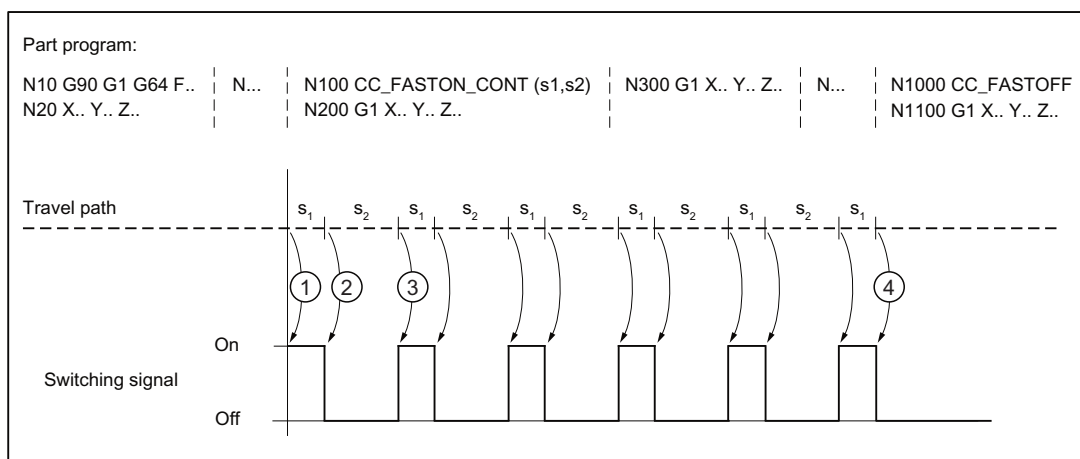 Part program:
N10 G90 G1 G64 F.. N... N100 CC_FASTON_CONT (s1,s2) N300 G1 X.. Y.. Z.. N... N1000 CC_FASTOFF
N20 X.. Y.. Z.. N200 G1 X.. Y.. Z.. N1100 G1 X.. Y.. Z..
Travel path s₁ s₂ s₁ s₂ s₁ s₂ s₁ s₂ s₁ s₂ s₁
1 2 3 4
On
Switching signal
Off